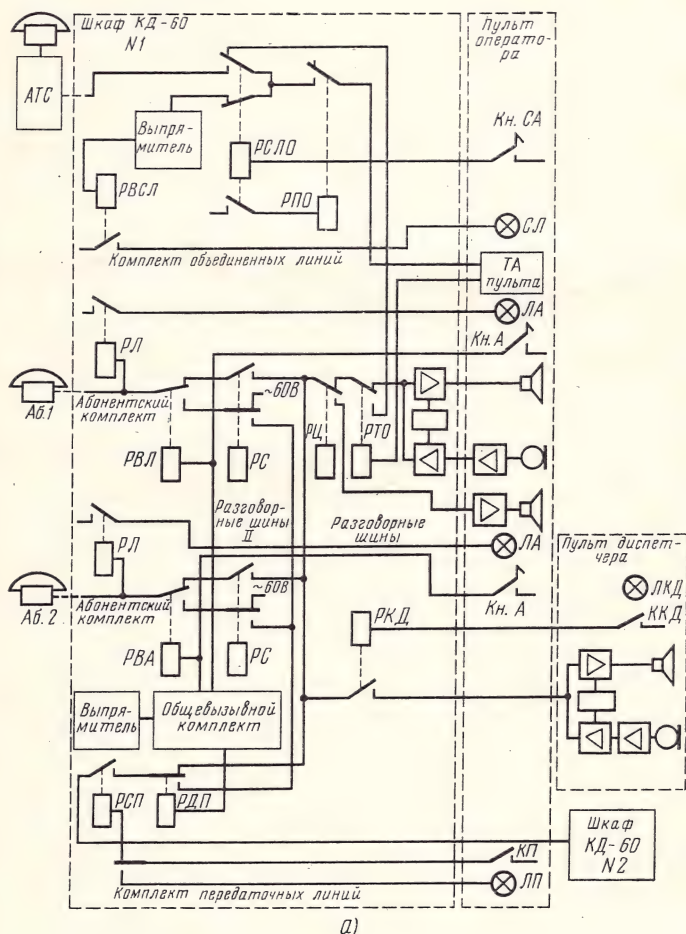 Шкаф КД-60
N1
Пульт
операто-
ра
АТС
Выпря-
митель
Кн. СА
РСЛО
РВСЛ
РПО
СЛ
Комплект объединенных линий
ТА
пульта
ЛА
РЛ
Кн. А
~60В
Аб.1
Абонентский
комплект
РЦ
РТО
РВЛ
РС
Разговор-
ные шины
II
Разговорные
шины
РЛ
ЛА
Пульт диспет-
чера
~60В
ЛКД
Аб. 2
Абонентский
комплект
Кн. А
ККД
РКД
РВА
РС
Выпря-
митель
Общевызывной
комплект
РСП
РДП
Шкаф
КД-60
N2
КП
ЛП
Комплект передаточных линий
а)